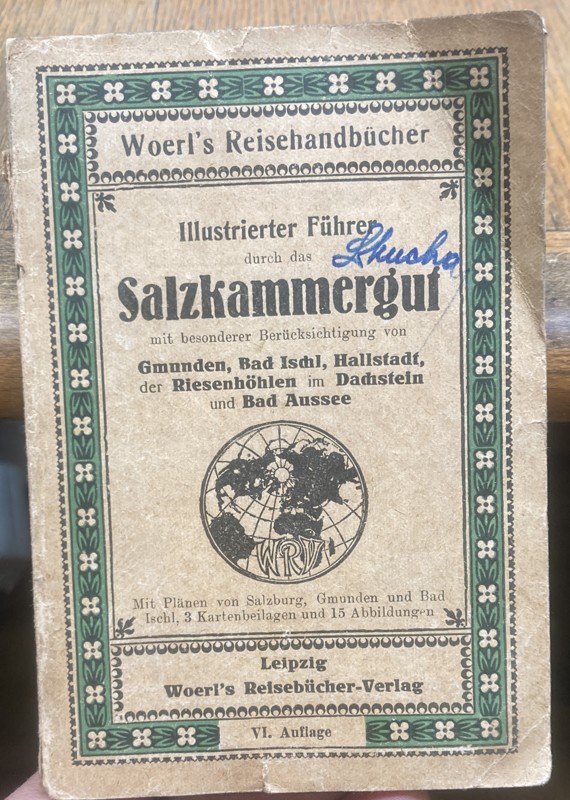 Woerl's Reisehandbücher
Illustrierter Führer
durch das
Salzkammergut
mit besonderer Berücksichtigung von
Gmunden, Bad Ischl, Hallstadt,
der Riesenhöhlen im Dachstein
und Bad Aussee
WRV
Mit Plänen von Salzburg, Gmunden und Bad
Ischl, 3 Kartenbeilagen und 15 Abbildungen
Leipzig
Woerl's Reisebücher-Verlag
VI. Auflage